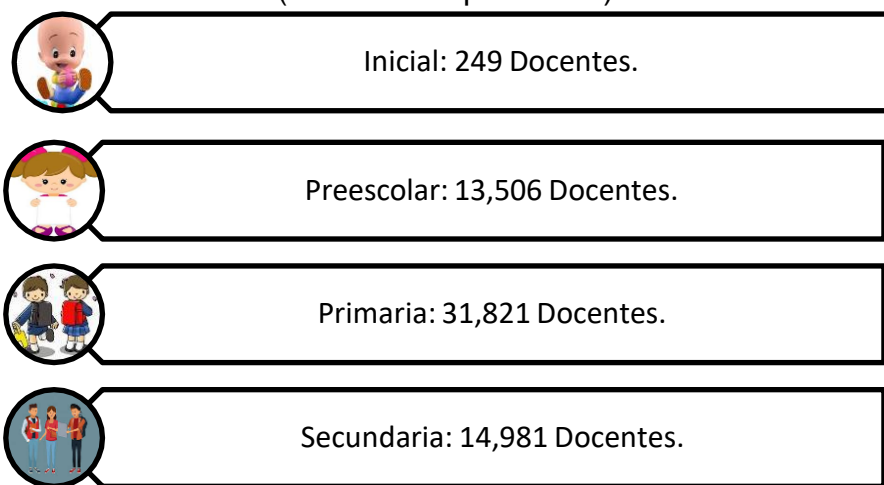 Inicial: 249 Docentes.
Preescolar: 13,506 Docentes.
Primaria: 31,821 Docentes.
Secundaria: 14,981 Docentes.